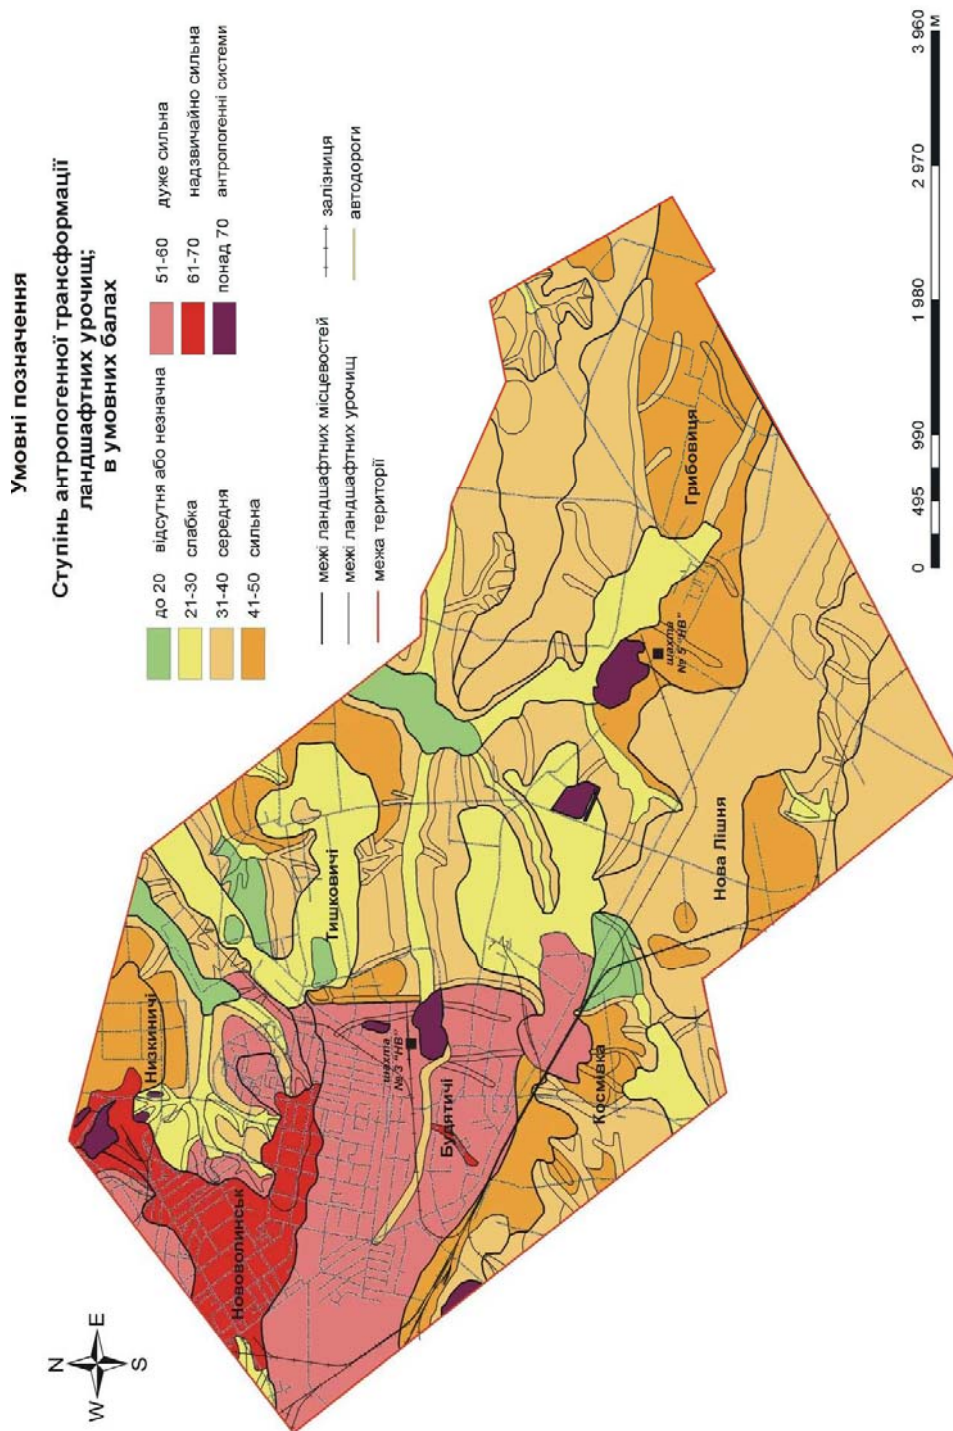 Умовні позначення
Ступінь антропогенної трансформації
ландшафтних урочищ;
в умовних балах
до 20 відсутня або незначна
21-30 слабка
31-40 середня
41-50 сильна
51-60 дуже сильна
61-70 надзвичайно сильна
понад 70 антропогенні системи
межі ландшафтних місцевостей
межі ландшафтних урочищ
межа території
залізниця
автодороги
N
W
E
S
Нововолинськ
Низкиничі
Тишковичі
шахта
№ 3 "НВ"
Будятичі
Космівка
Нова Лішня
шахта
№ 5 "НВ"
Грибовиця
0 495 990 1 980 2 970 3 960
м